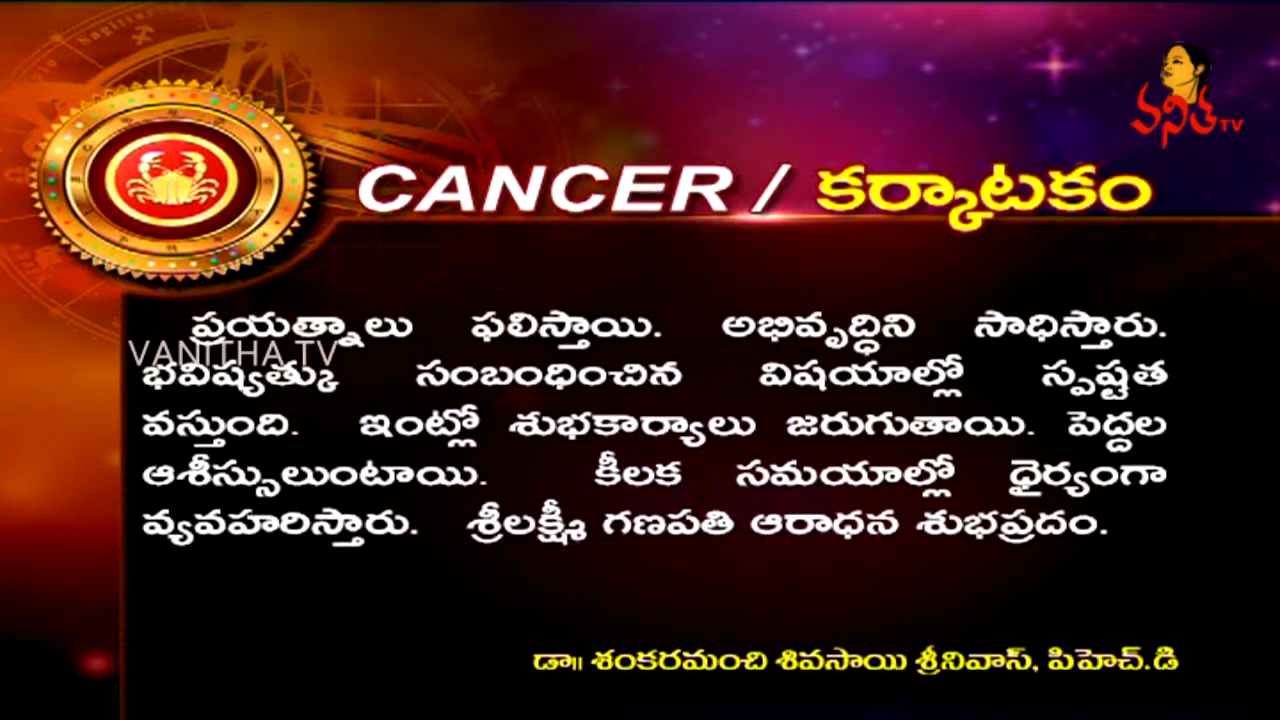 వనిత TV
CANCER / కర్కాటకం
ప్రయత్నాలు ఫలిస్తాయి. అభివృద్ధిని సాధిస్తారు.
VANITHA TV
భవిష్యత్కు సంబంధించిన విషయాల్లో స్పష్టత
వస్తుంది. ఇంట్లో శుభకార్యాలు జరుగుతాయి. పెద్దల
ఆశీస్సులుంటాయి. కీలక సమయాల్లో ధైర్యంగా
వ్యవహరిస్తారు. శ్రీలక్ష్మీ గణపతి ఆరాధన శుభప్రదం.
డా॥ శంకరమంచి శివసాయి శ్రీనివాస్, పిహెచ్.డి